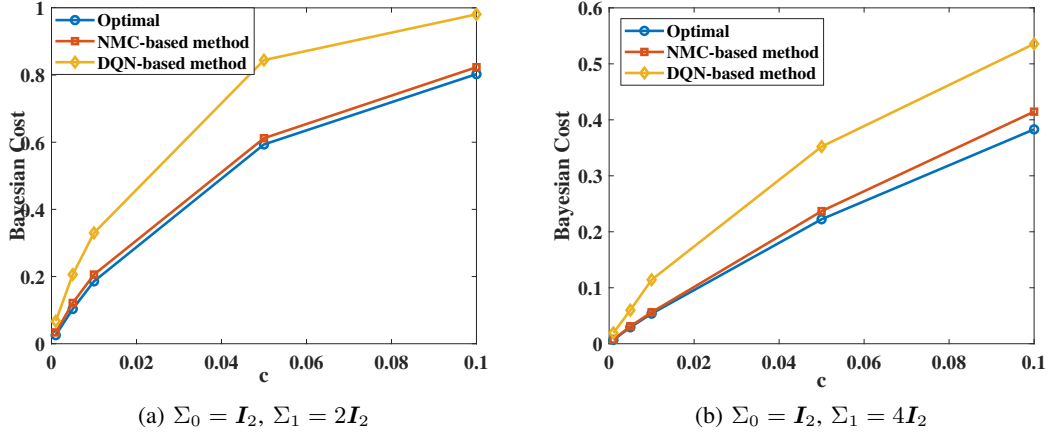 1
0.8
0.6
0.4
0.2
0
0
0.02
0.04
0.06
0.08
0.1
Bayesian Cost
c
Optimal
NMC-based method
DQN-based method
(a) Σ₀ = I₂, Σ₁ = 2I₂
0.6
0.5
0.4
0.3
0.2
0.1
0
0
0.02
0.04
0.06
0.08
0.1
Bayesian Cost
c
Optimal
NMC-based method
DQN-based method
(b) Σ₀ = I₂, Σ₁ = 4I₂